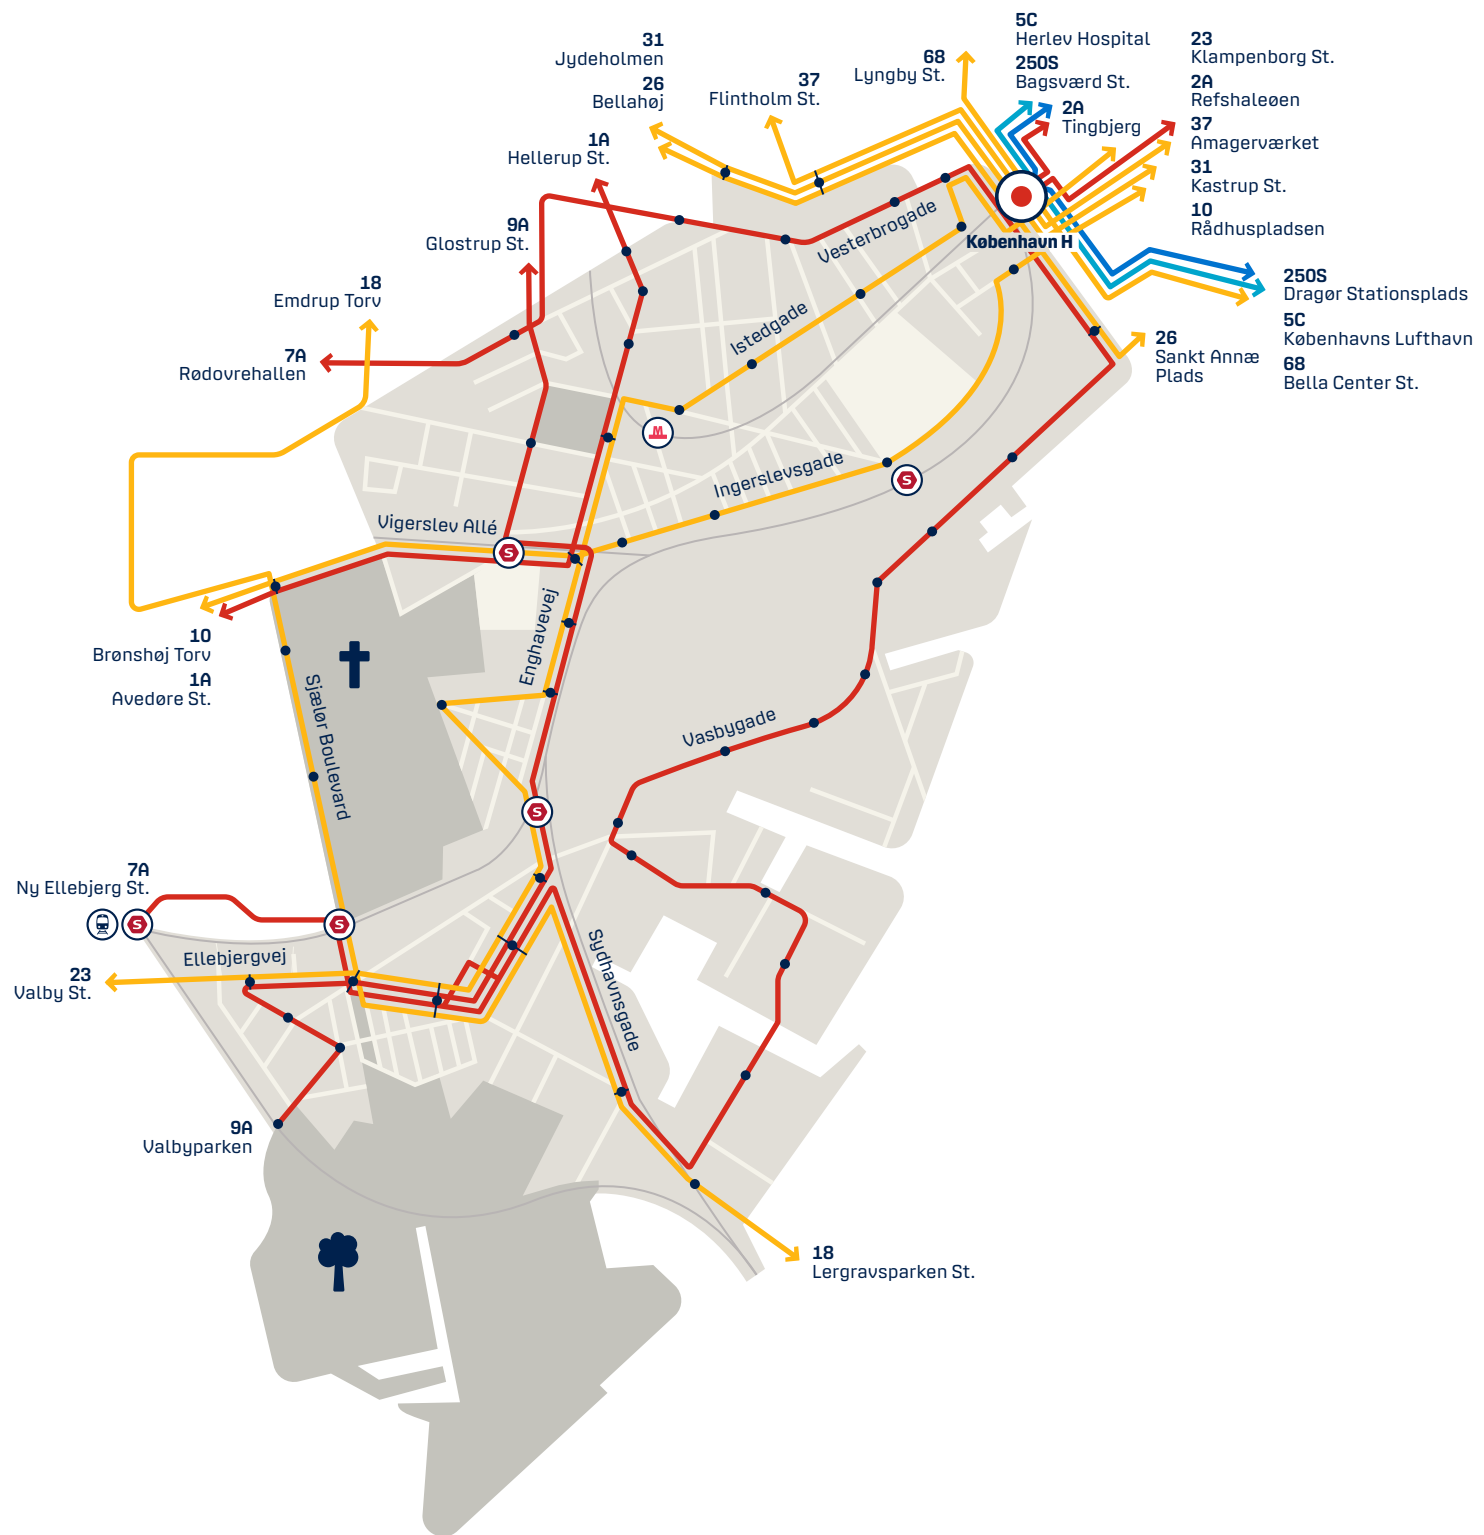 5C
Herlev Hospital
250S
Bagsværd St.
2A
Tingbjerg
23
Klampenborg St.
2A
Refshaleøen
37
Amagerværket
31
Kastrup St.
10
Rådhuspladsen
31
Jydeholmen
26
Bellahøj
37
Flintholm St.
68
Lyngby St.
1A
Hellerup St.
9A
Glostrup St.
18
Emdrup Torv
7A
Rødovrehallen
København H
Vesterbrogade
Istedgade
250S
Dragør Stationsplads
5C
Københavns Lufthavn
68
Bella Center St.
26
Sankt Annæ
Plads
M
Ingerslevsgade
S
Vigerslev Allé
S
Enghavevej
10
Brønshøj Torv
1A
Avedøre St.
Sjælør Boulevard
Vasbygade
S
7A
Ny Ellebjerg St.
S
S
Ellebjergvej
23
Valby St.
Sydhavnsgade
9A
Valbyparken
18
Lergravsparken St.